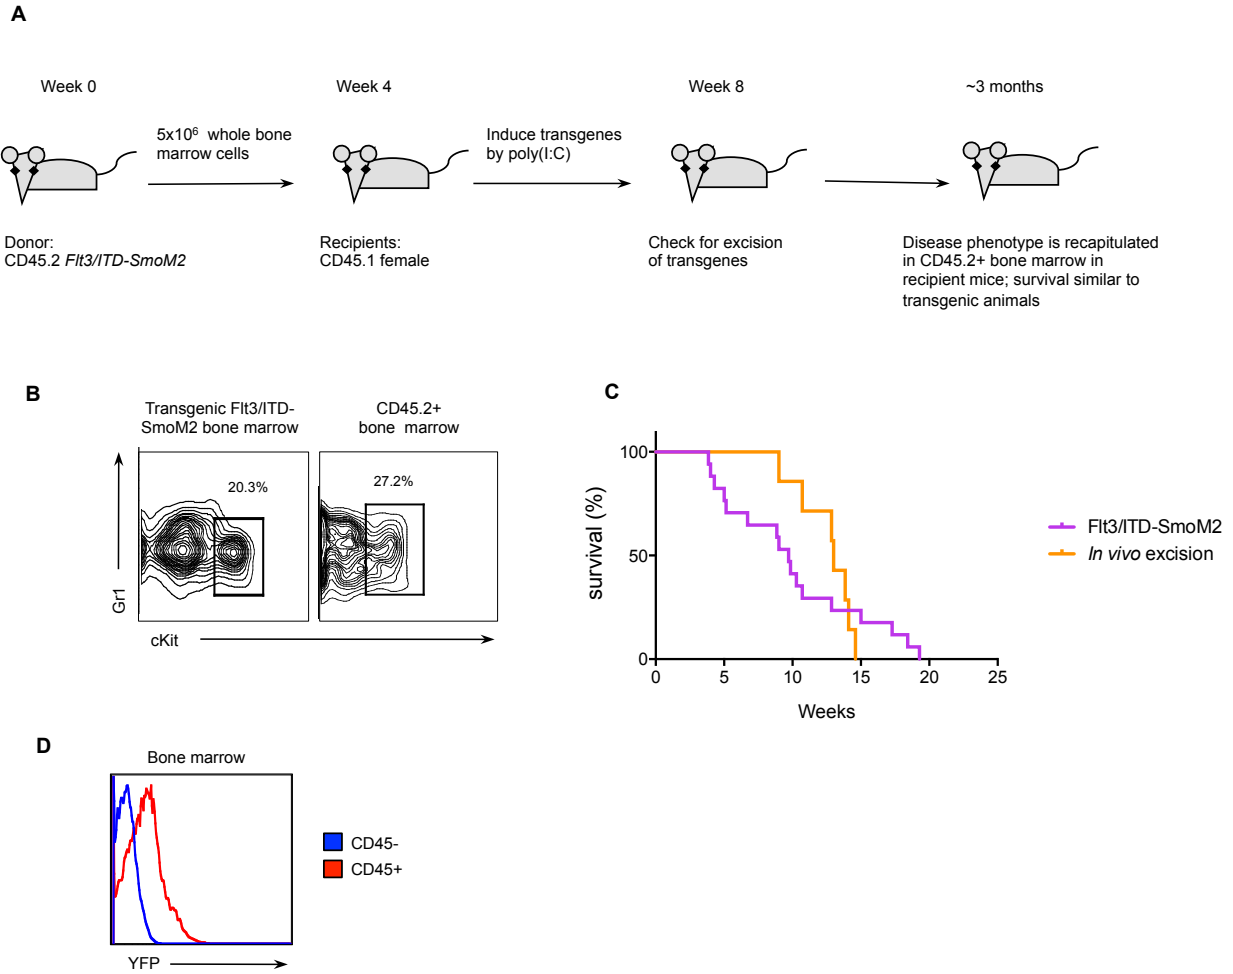 A
Week 0
Week 4
Week 8
~3 months
5x10⁶ whole bone
marrow cells
Induce transgenes
by poly(I:C)
Donor:
CD45.2 Flt3/ITD-SmoM2
Recipients:
CD45.1 female
Check for excision
of transgenes
Disease phenotype is recapitulated
in CD45.2+ bone marrow in
recipient mice; survival similar to
transgenic animals
B
Transgenic Flt3/ITD-
SmoM2 bone marrow
CD45.2+
bone marrow
20.3%
27.2%
Gr1
cKit
C
100
50
0
survival (%)
0 5 10 15 20 25
Weeks
Flt3/ITD-SmoM2
In vivo excision
D
Bone marrow
CD45-
CD45+
YFP